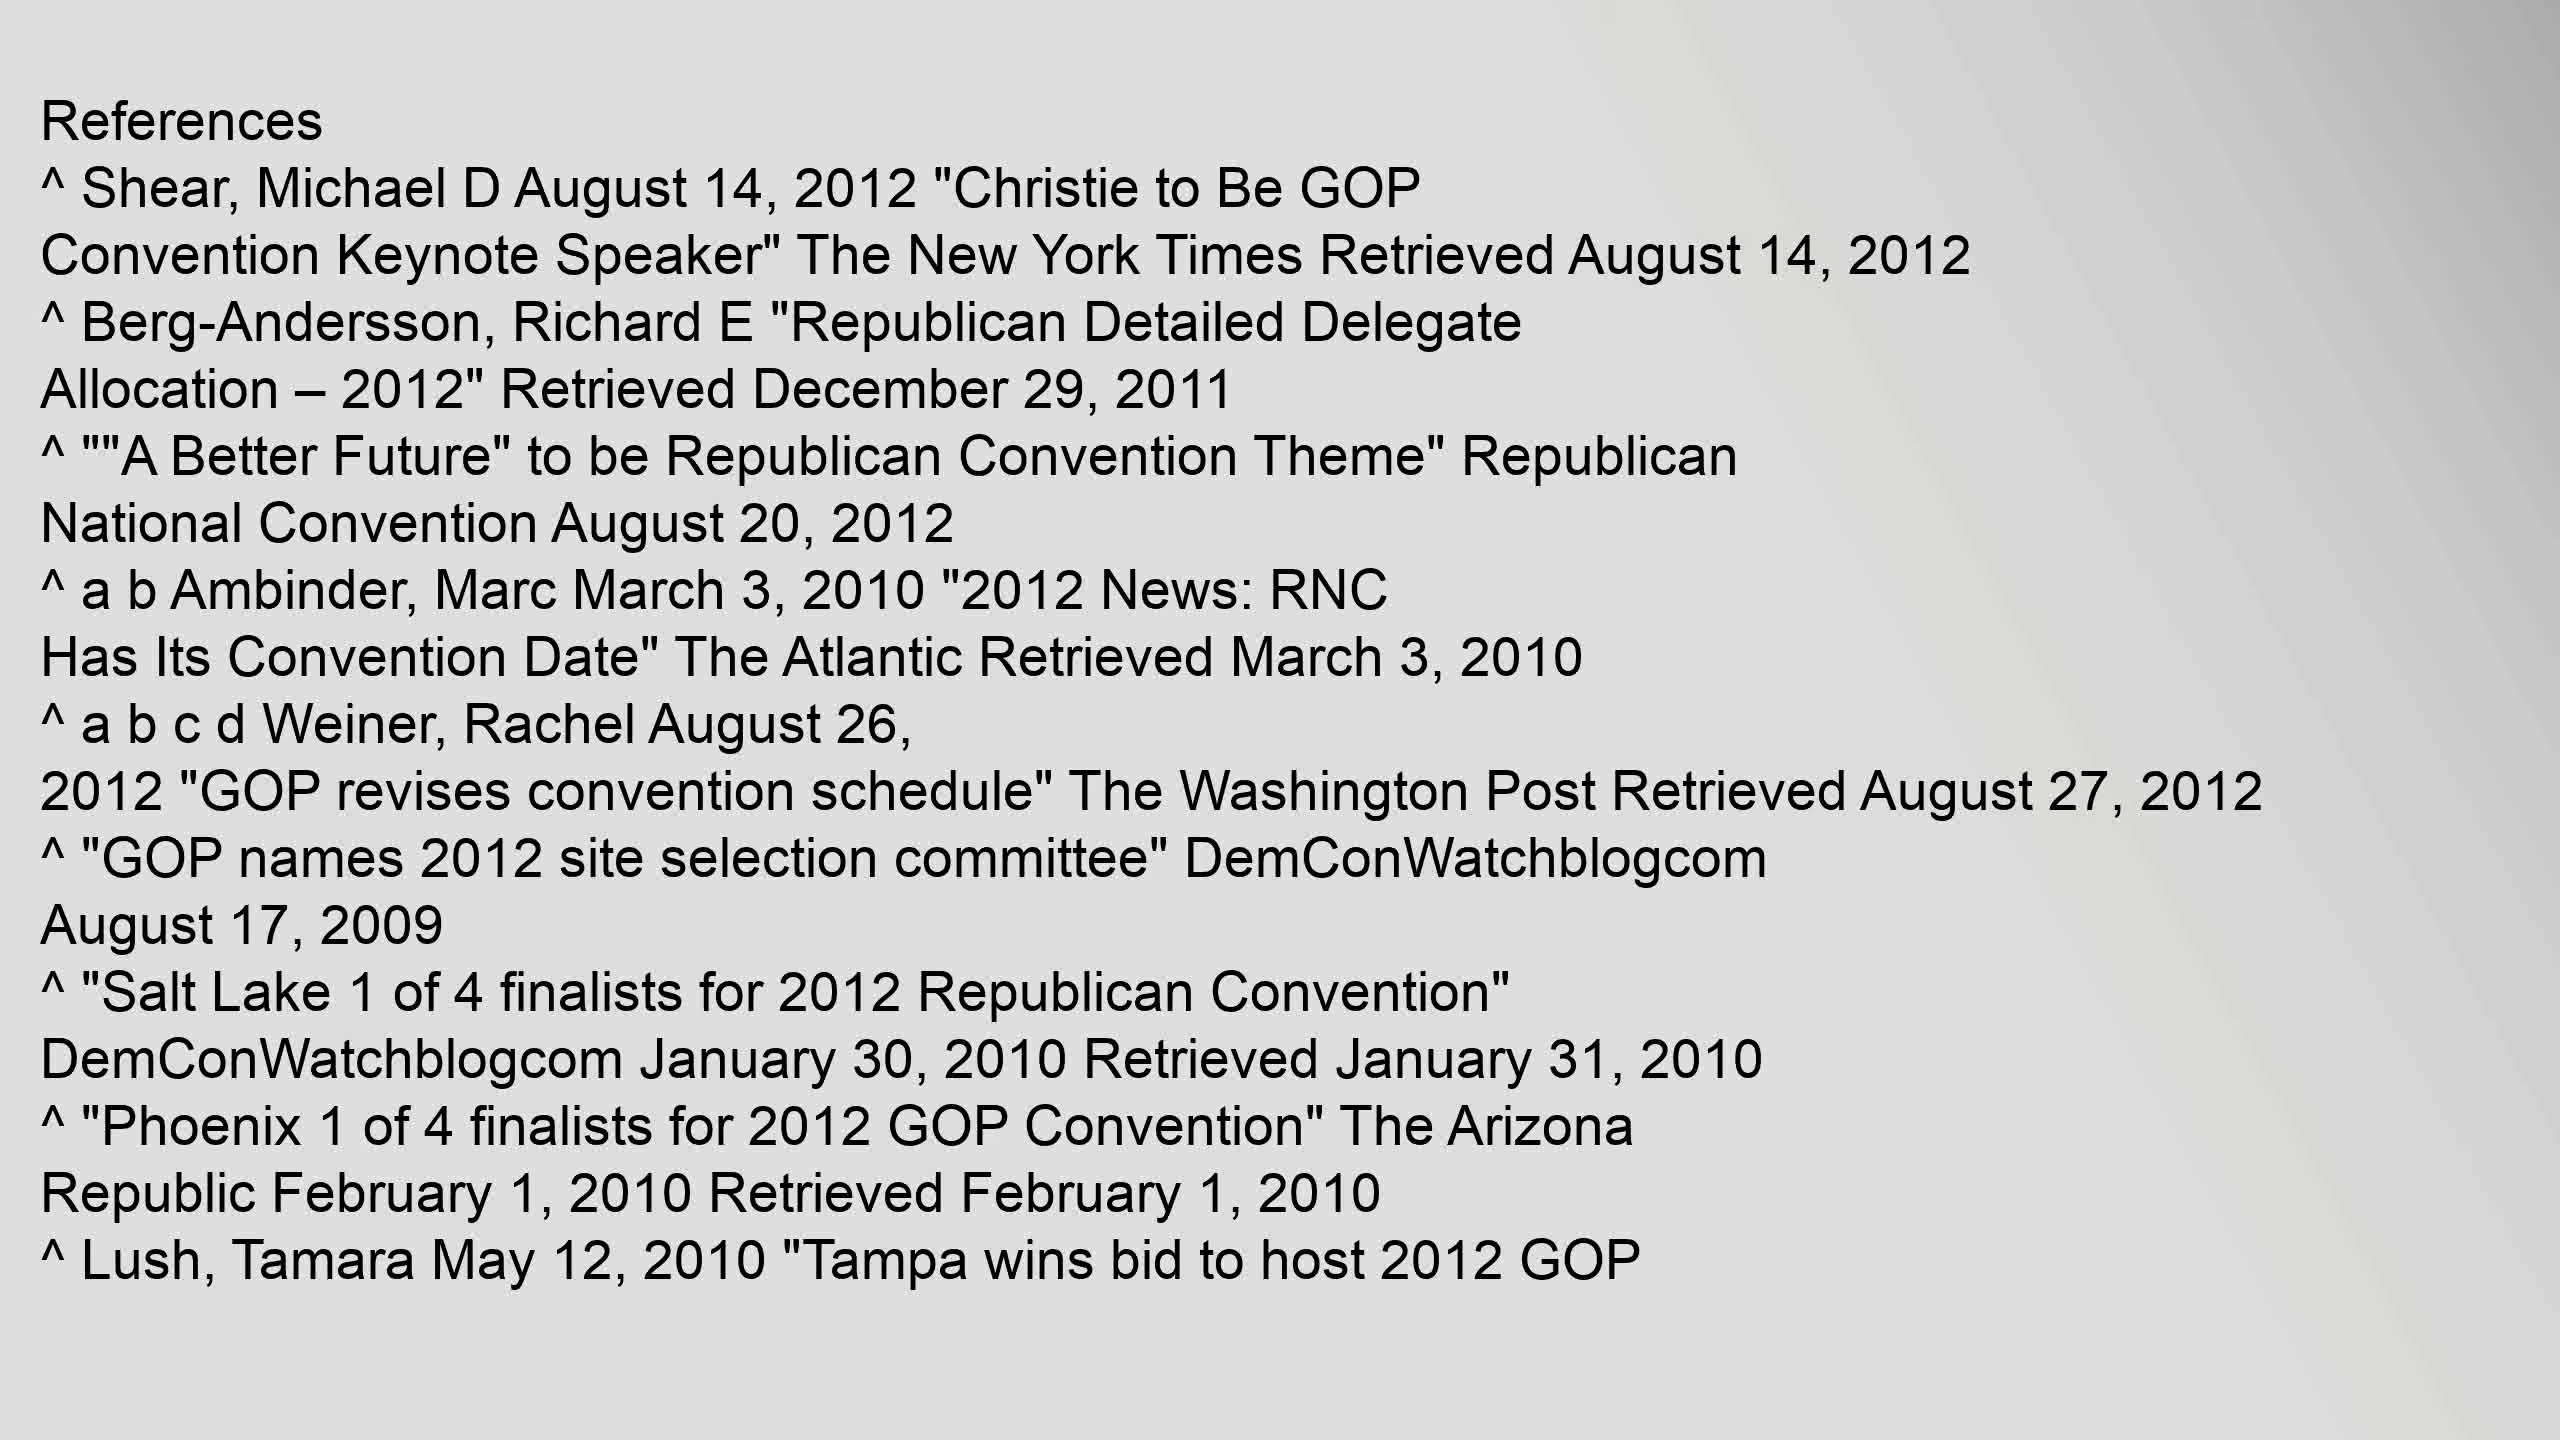 References
^ Shear, Michael D August 14, 2012 "Christie to Be GOP
Convention Keynote Speaker" The New York Times Retrieved August 14, 2012
^ Berg-Andersson, Richard E "Republican Detailed Delegate
Allocation – 2012" Retrieved December 29, 2011
^ ""A Better Future" to be Republican Convention Theme" Republican
National Convention August 20, 2012
^ a b Ambinder, Marc March 3, 2010 "2012 News: RNC
Has Its Convention Date" The Atlantic Retrieved March 3, 2010
^ a b c d Weiner, Rachel August 26,
2012 "GOP revises convention schedule" The Washington Post Retrieved August 27, 2012
^ "GOP names 2012 site selection committee" DemConWatchblogcom
August 17, 2009
^ "Salt Lake 1 of 4 finalists for 2012 Republican Convention"
DemConWatchblogcom January 30, 2010 Retrieved January 31, 2010
^ "Phoenix 1 of 4 finalists for 2012 GOP Convention" The Arizona
Republic February 1, 2010 Retrieved February 1, 2010
^ Lush, Tamara May 12, 2010 "Tampa wins bid to host 2012 GOP